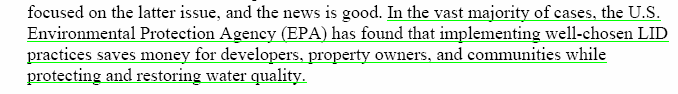 focused on the latter issue, and the news is good. In the vast majority of cases, the U.S.
Environmental Protection Agency (EPA) has found that implementing well-chosen LID
practices saves money for developers, property owners, and communities while
protecting and restoring water quality.